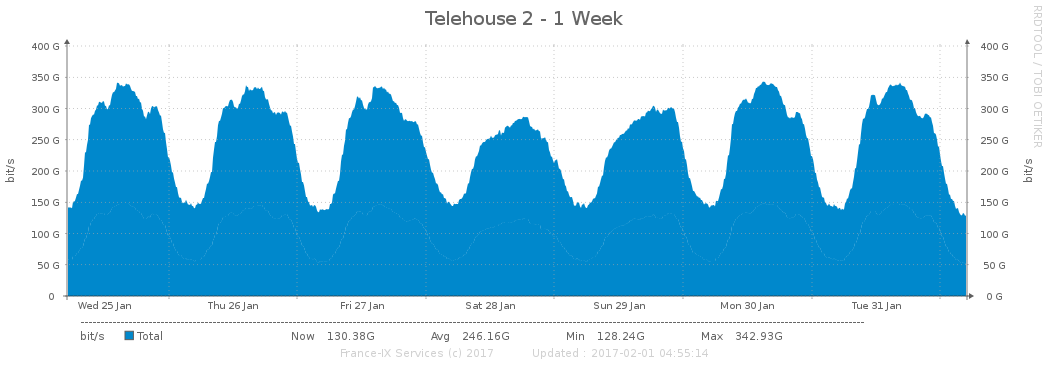 Telehouse 2 - 1 Week
RRDTOOL / TOBI OETIKER
400 G 400 G
350 G 350 G
300 G 300 G
250 G 250 G
200 G 200 G
150 G 150 G
100 G 100 G
50 G 50 G
0 0 G
bit/s bit/s
Wed 25 Jan Thu 26 Jan Fri 27 Jan Sat 28 Jan Sun 29 Jan Mon 30 Jan Tue 31 Jan
bit/s Total Now 130.38G Avg 246.16G Min 128.24G Max 342.93G
France-IX Services (c) 2017 Updated : 2017-02-01 04:55:14